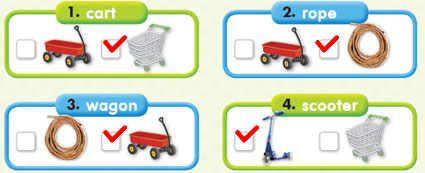 1. cart
2. rope
3. wagon
4. scooter